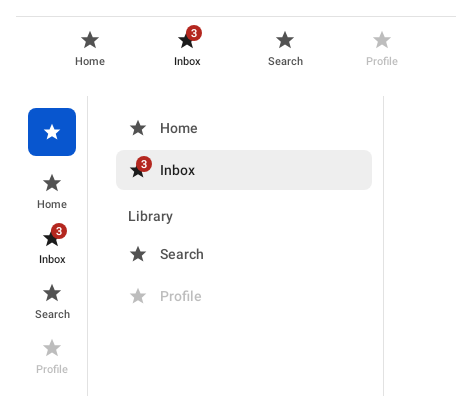 3
Home Inbox Search Profile
Home
3
Inbox
Search
Profile
Home
3
Inbox
Library
Search
Profile